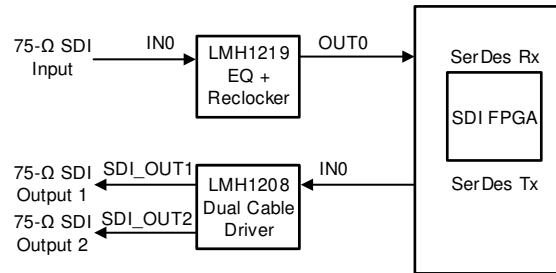 75-Ω SDI
Input
IN0
LMH1219
EQ +
Reclocker
OUT0
SerDes Rx
SDI FPGA
SerDes Tx
75-Ω SDI
Output 1
SDI_OUT1
75-Ω SDI
Output 2
SDI_OUT2
LMH1208
Dual Cable
Driver
IN0